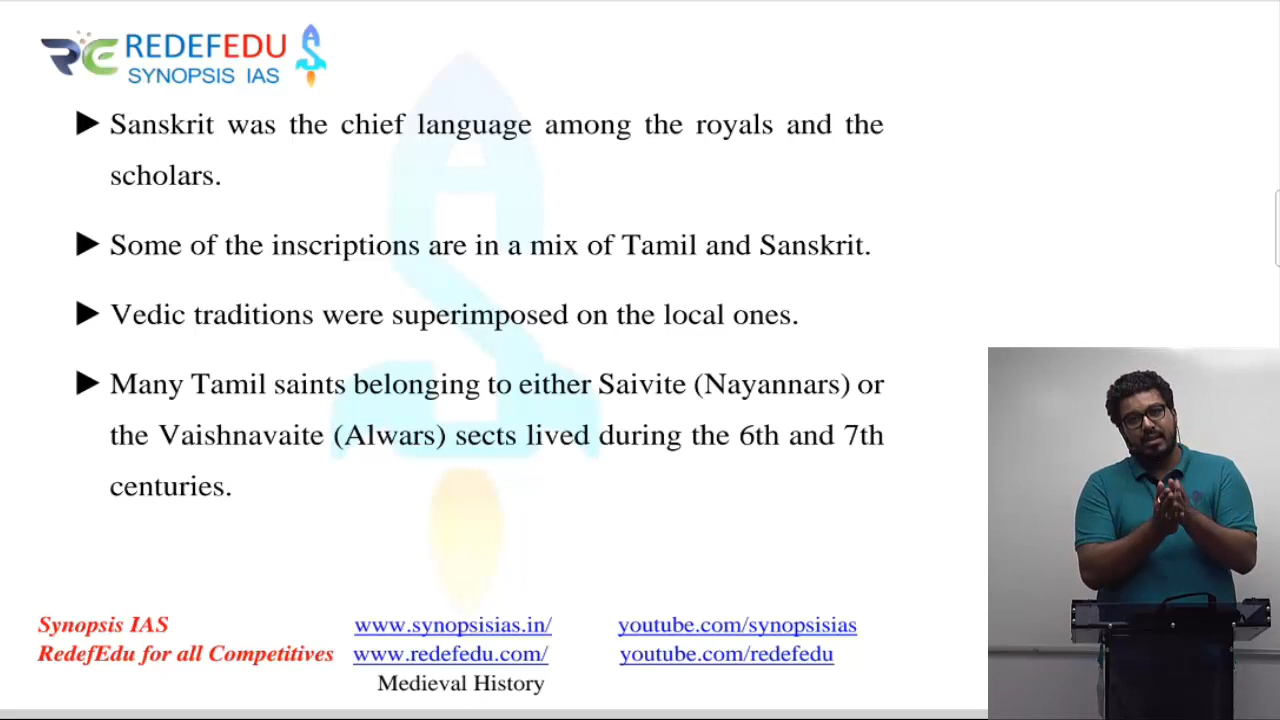 REDEFEDU
SYNOPSIS IAS
Sanskrit was the chief language among the royals and the
scholars.
Some of the inscriptions are in a mix of Tamil and Sanskrit.
Vedic traditions were superimposed on the local ones.
Many Tamil saints belonging to either Saivite (Nayannars) or
the Vaishnavaite (Alwars) sects lived during the 6th and 7th
centuries.
Synopsis IAS www.synopsisias.in/ youtube.com/synopsisias
RedefEdu for all Competitives www.redefedu.com/ youtube.com/redefedu
Medieval History